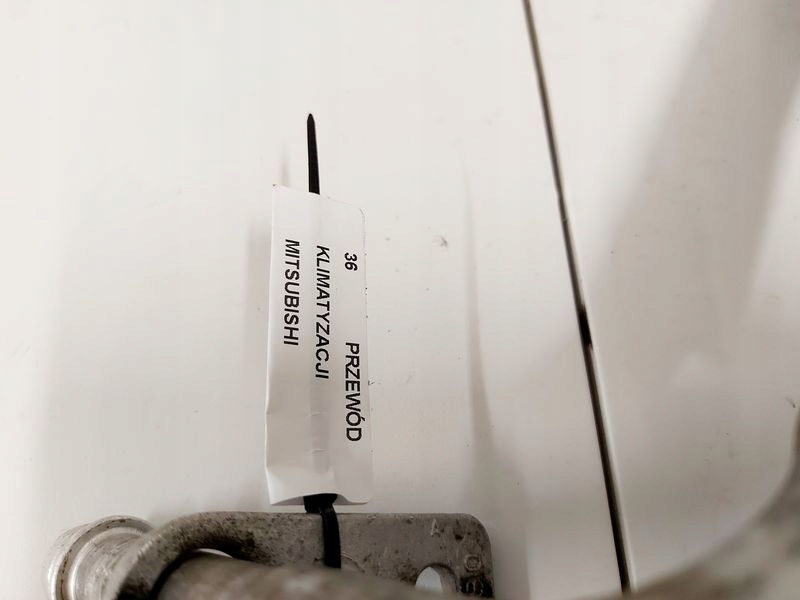 36 PRZEWÓD
KLIMATYZACJI
MITSUBISHI
A